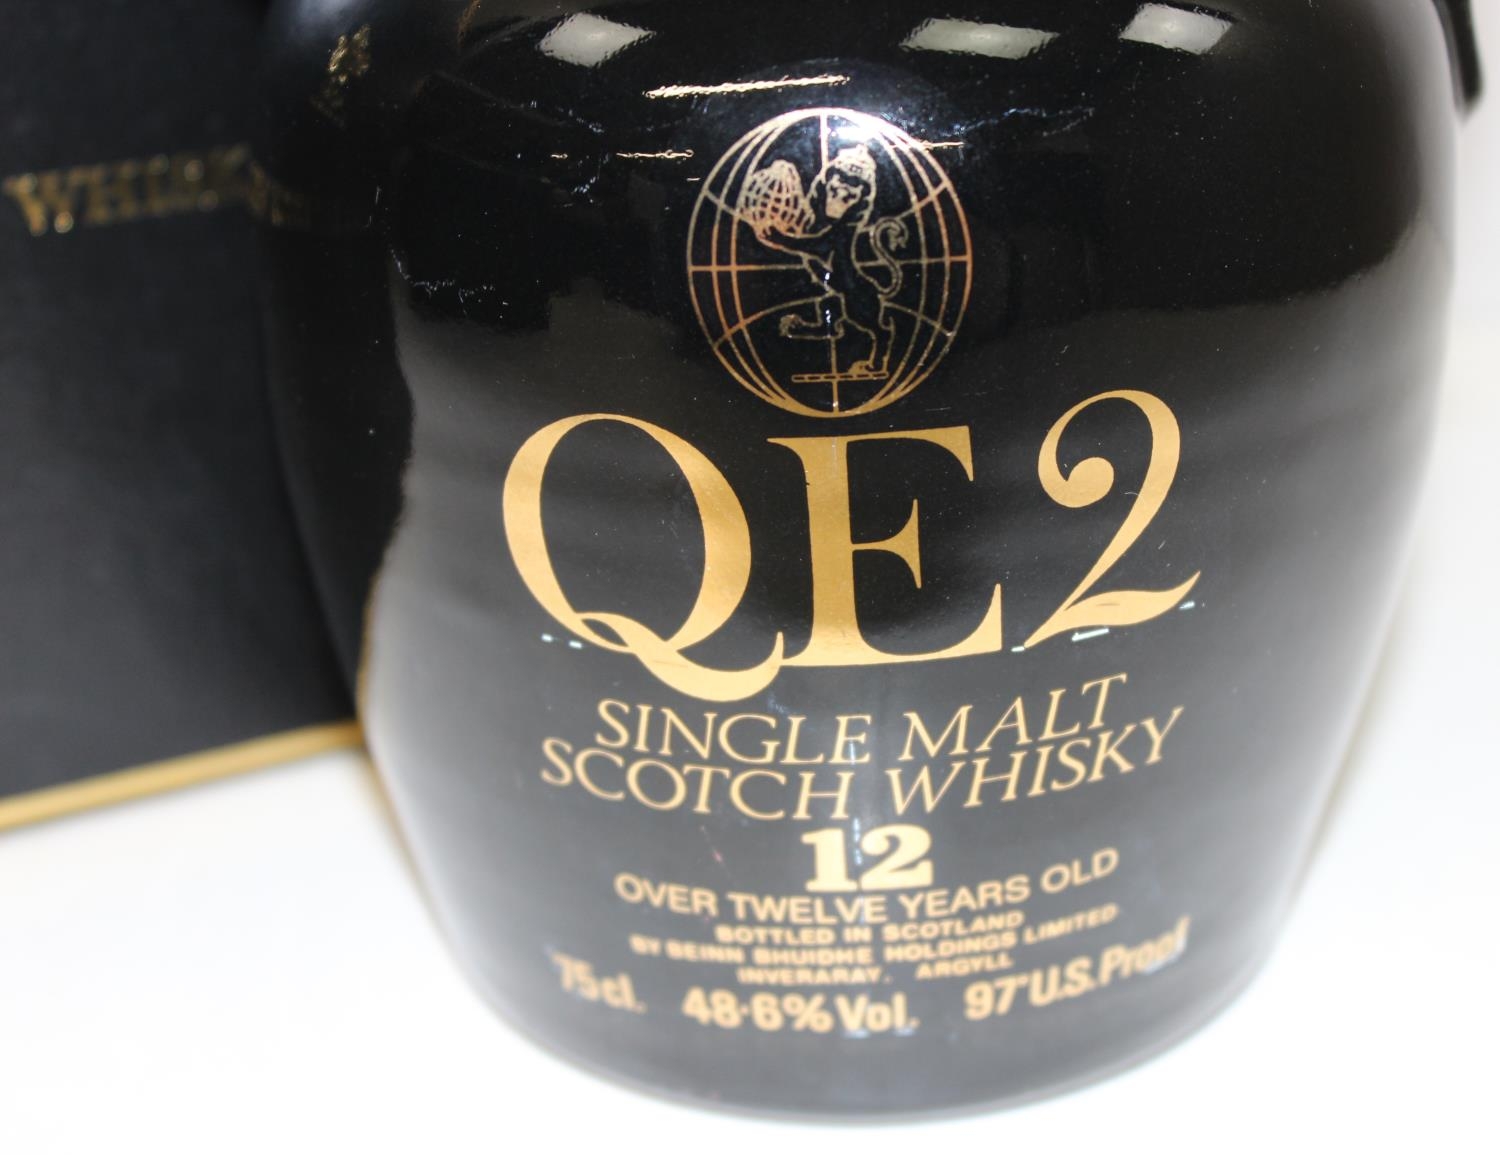 WHISKY
QE2
SINGLE MALT
SCOTCH WHISKY
12
OVER TWELVE YEARS OLD
BOTTLED IN SCOTLAND
BY BEINN BHUIDHE HOLDINGS LIMITED
INVERARAY. ARGYLL
75cl. 48·6% Vol. 97° U.S. Proof